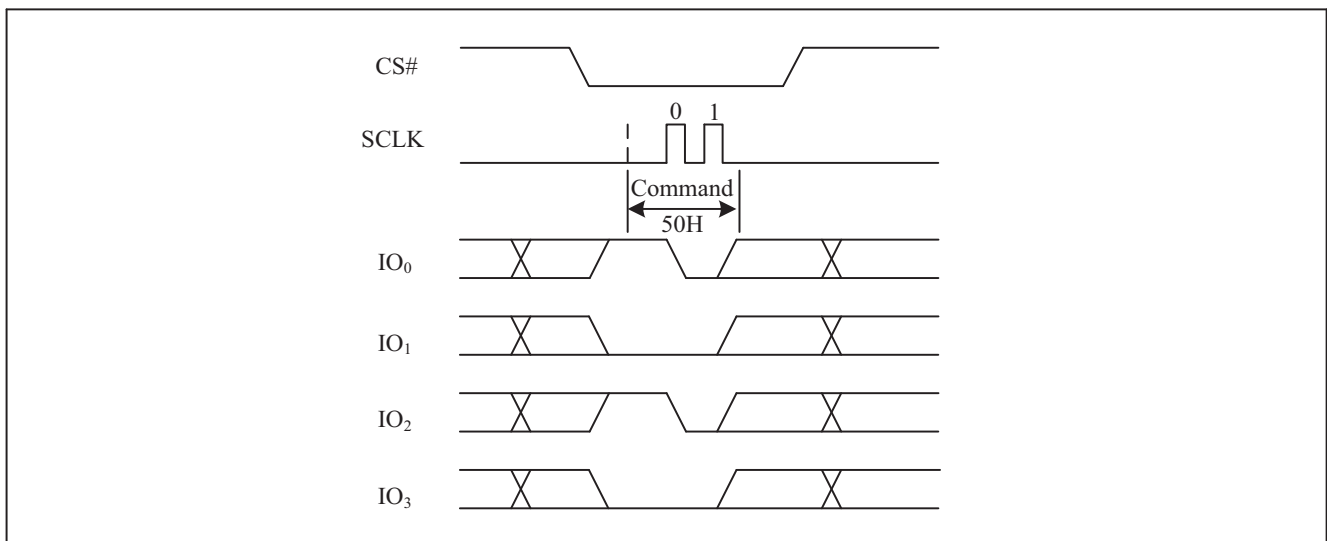 CS#
0 1
SCLK
Command
50H
IO₀
IO₁
IO₂
IO₃